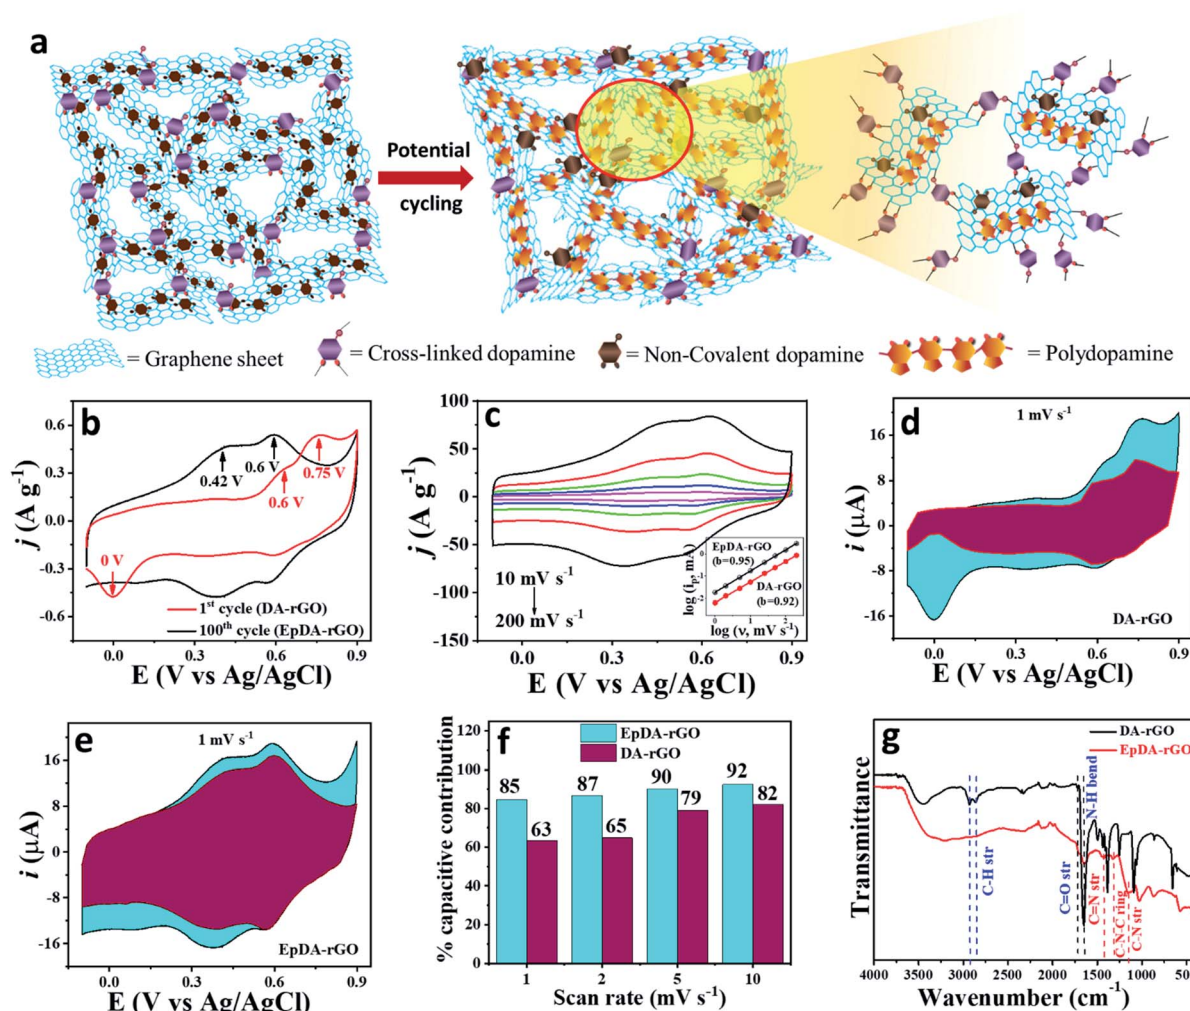 a
Potential
cycling
= Graphene sheet
= Cross-linked dopamine
= Non-Covalent dopamine
= Polydopamine
b
j (A g⁻¹)
0.6
0.3
0.0
-0.3
-0.6
0.42 V
0.6 V
0.75 V
0.6 V
0 V
1ˢᵗ cycle (DA-rGO)
100ᵗʰ cycle (EpDA-rGO)
0.0 0.3 0.6 0.9
E (V vs Ag/AgCl)
c
j (A g⁻¹)
100
50
0
-50
-100
-150
10 mV s⁻¹
200 mV s⁻¹
log (iₚ, mA)
0
-1
-2
EpDA-rGO
(b=0.95)
DA-rGO
(b=0.92)
0 1 2
log (ν, mV s⁻¹)
0.0 0.3 0.6 0.9
E (V vs Ag/AgCl)
d
1 mV s⁻¹
i (μA)
16
8
0
-8
-16
DA-rGO
0.0 0.3 0.6 0.9
E (V vs Ag/AgCl)
e
1 mV s⁻¹
i (μA)
16
8
0
-8
-16
EpDA-rGO
0.0 0.3 0.6 0.9
E (V vs Ag/AgCl)
f
% capacitive contribution
120
100
80
60
40
20
0
EpDA-rGO
DA-rGO
85 63 87 65 90 79 92 82
1 2 5 10
Scan rate (mV s⁻¹)
g
DA-rGO
EpDA-rGO
Transmittance
C-H str
C=O str
N-H bend
C=N str
C-N-C ring
C-N str
4000 3500 3000 2500 2000 1500 1000 500
Wavenumber (cm⁻¹)